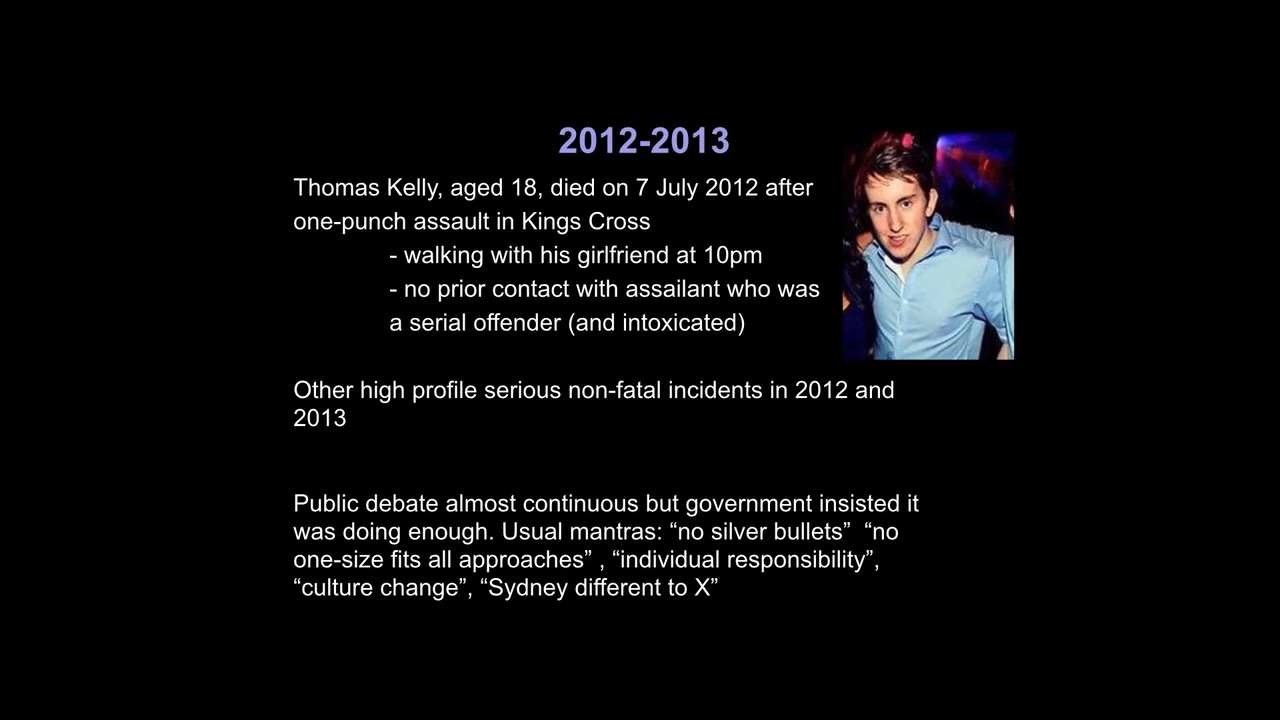 2012-2013
Thomas Kelly, aged 18, died on 7 July 2012 after
one-punch assault in Kings Cross
- walking with his girlfriend at 10pm
- no prior contact with assailant who was
a serial offender (and intoxicated)
Other high profile serious non-fatal incidents in 2012 and
2013
Public debate almost continuous but government insisted it
was doing enough. Usual mantras: “no silver bullets”  “no
one-size fits all approaches” , “individual responsibility”,
“culture change”, “Sydney different to X”